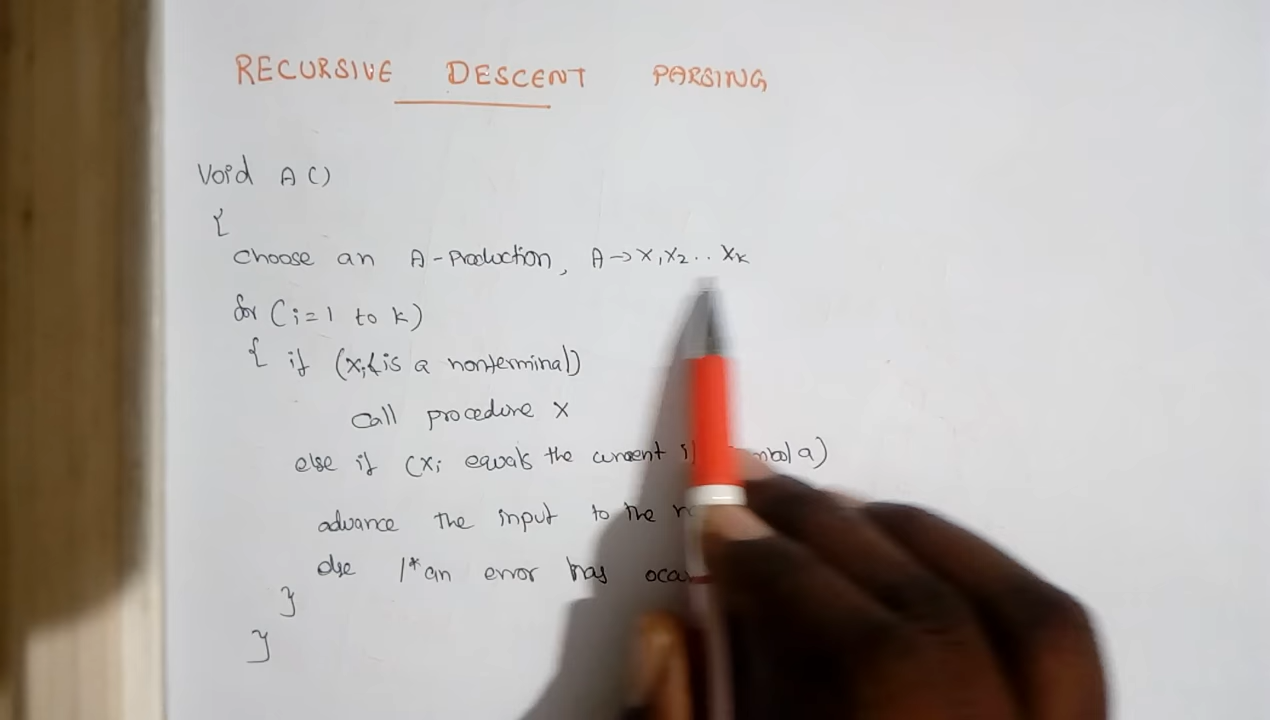 RECURSIVE DESCENT PARSING
Void A()
{
Choose an A-Production, A→X1X2..Xk
for (i=1 to k)
{ if (xi is a nonterminal)
Call procedure X
else if (Xi equals the current a)
advance the input to the
else /*an error has
}
}